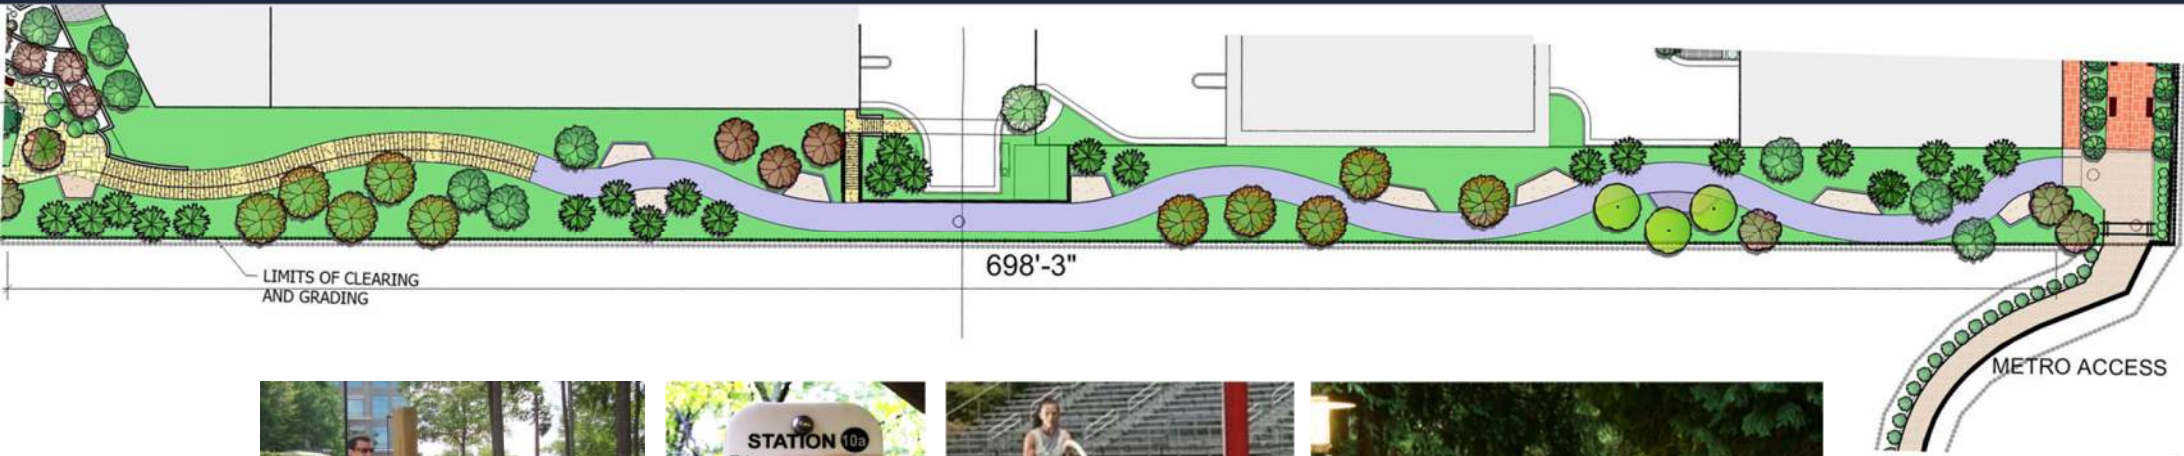 698'-3"
LIMITS OF CLEARING
AND GRADING
METRO ACCESS
STATION 10a